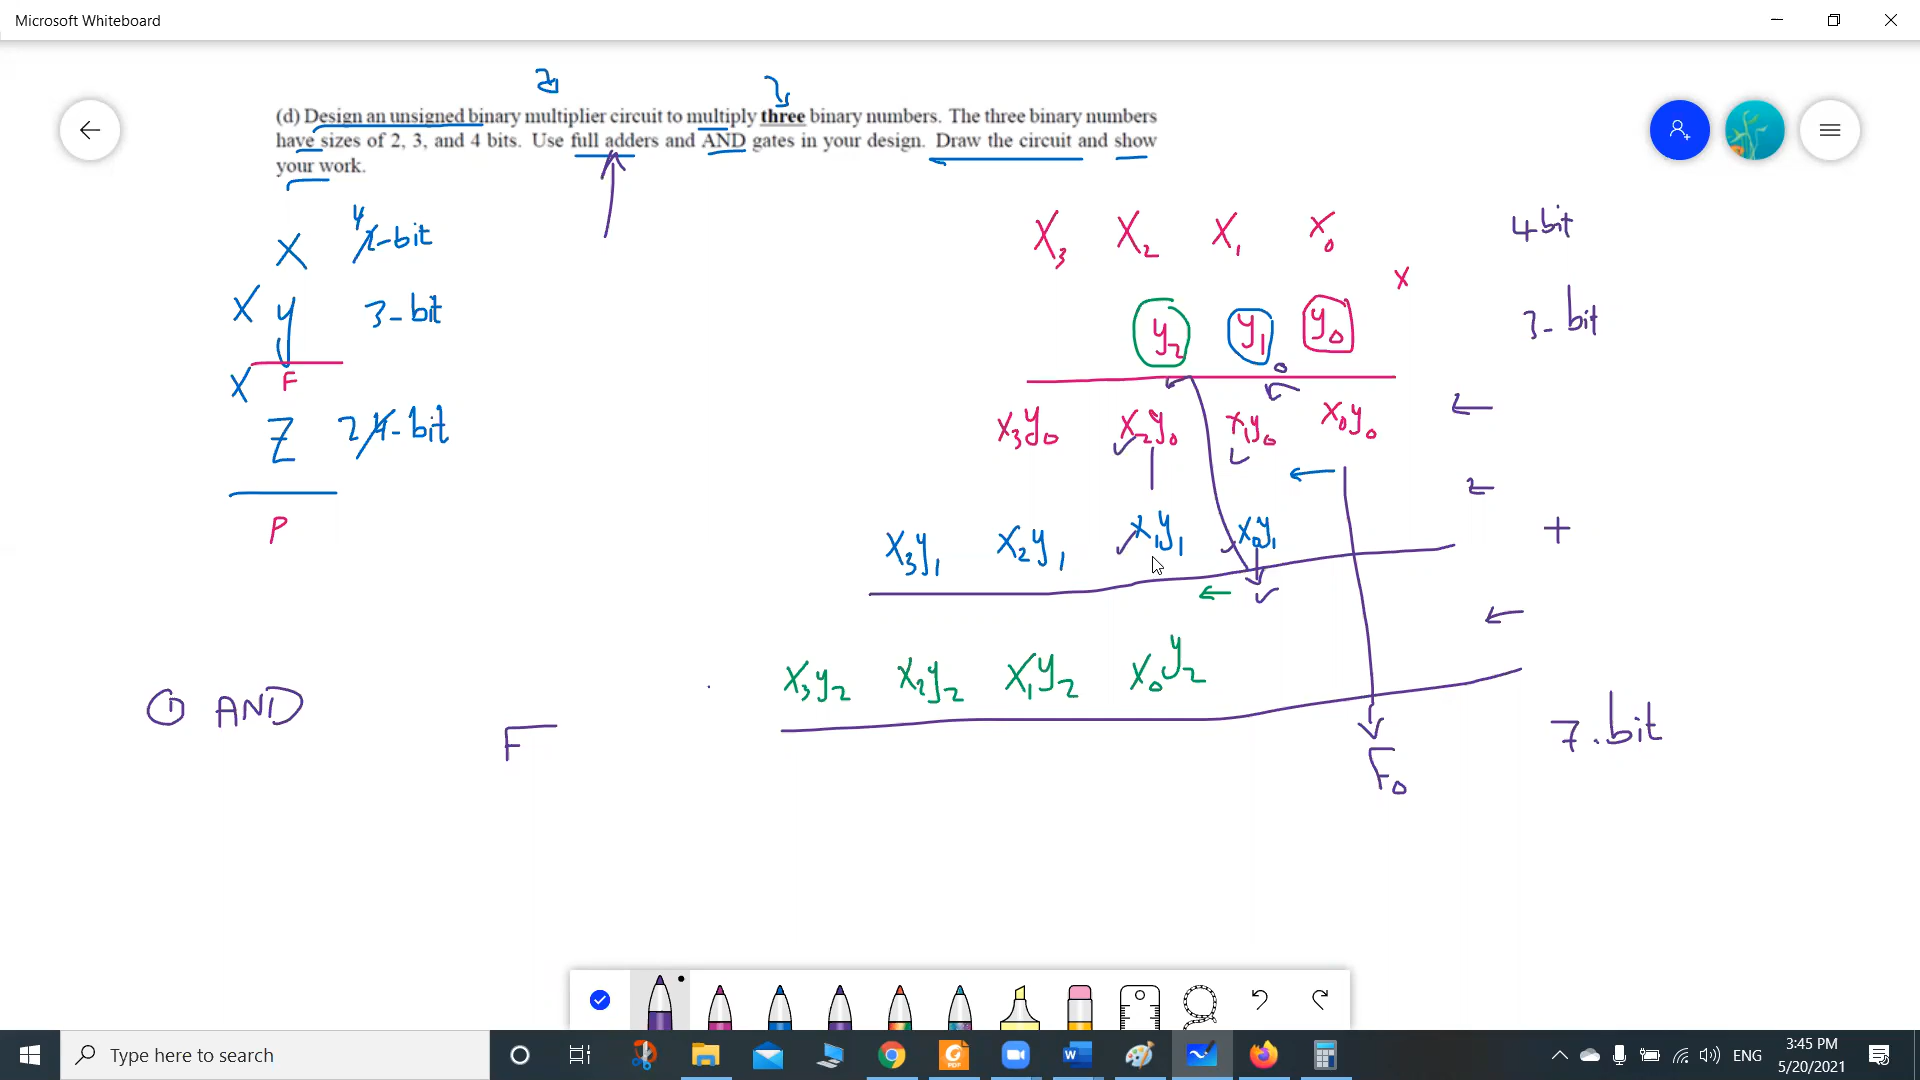 Microsoft Whiteboard
(d) Design an unsigned binary multiplier circuit to multiply three binary numbers. The three binary numbers
have sizes of 2, 3, and 4 bits. Use full adders and AND gates in your design. Draw the circuit and show
your work.
X 4-bit
X y 3-bit
F
X Z 2-bit
P
X3 X2 X1 X0 4bit
X
y2 y1 y0 3-bit
0
X3y0 X2y0 X1y0 X0y0
X3y1 X2y1 X1y1 X0y1 +
X3y2 X2y2 X1y2 X0y2
① AND
F
7.bit
F0
Type here to search
W
ENG
3:45 PM
5/20/2021